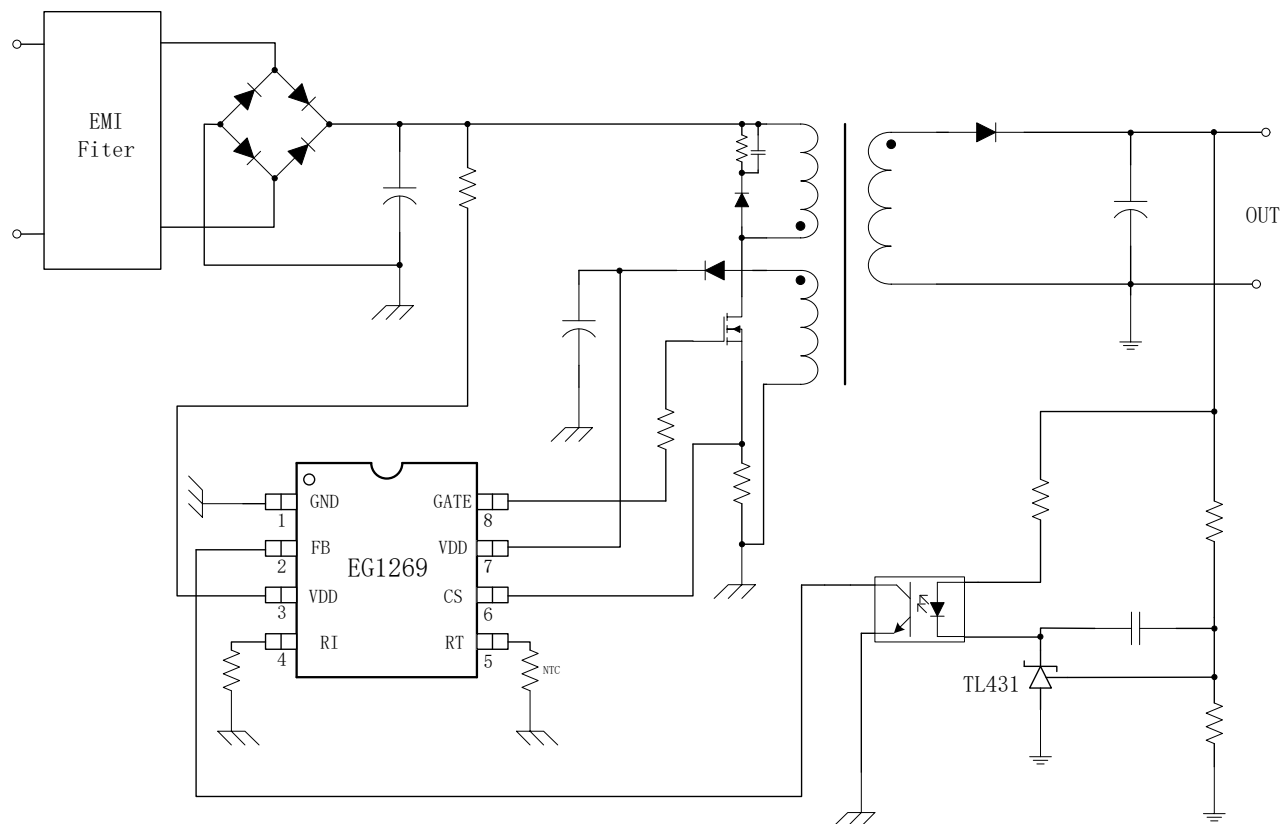 EMI
Fiter
OUT
GND
GATE
1
8
FB
VDD
2
7
EG1269
VDD
CS
3
6
RI
RT
4
5
NTC
TL431